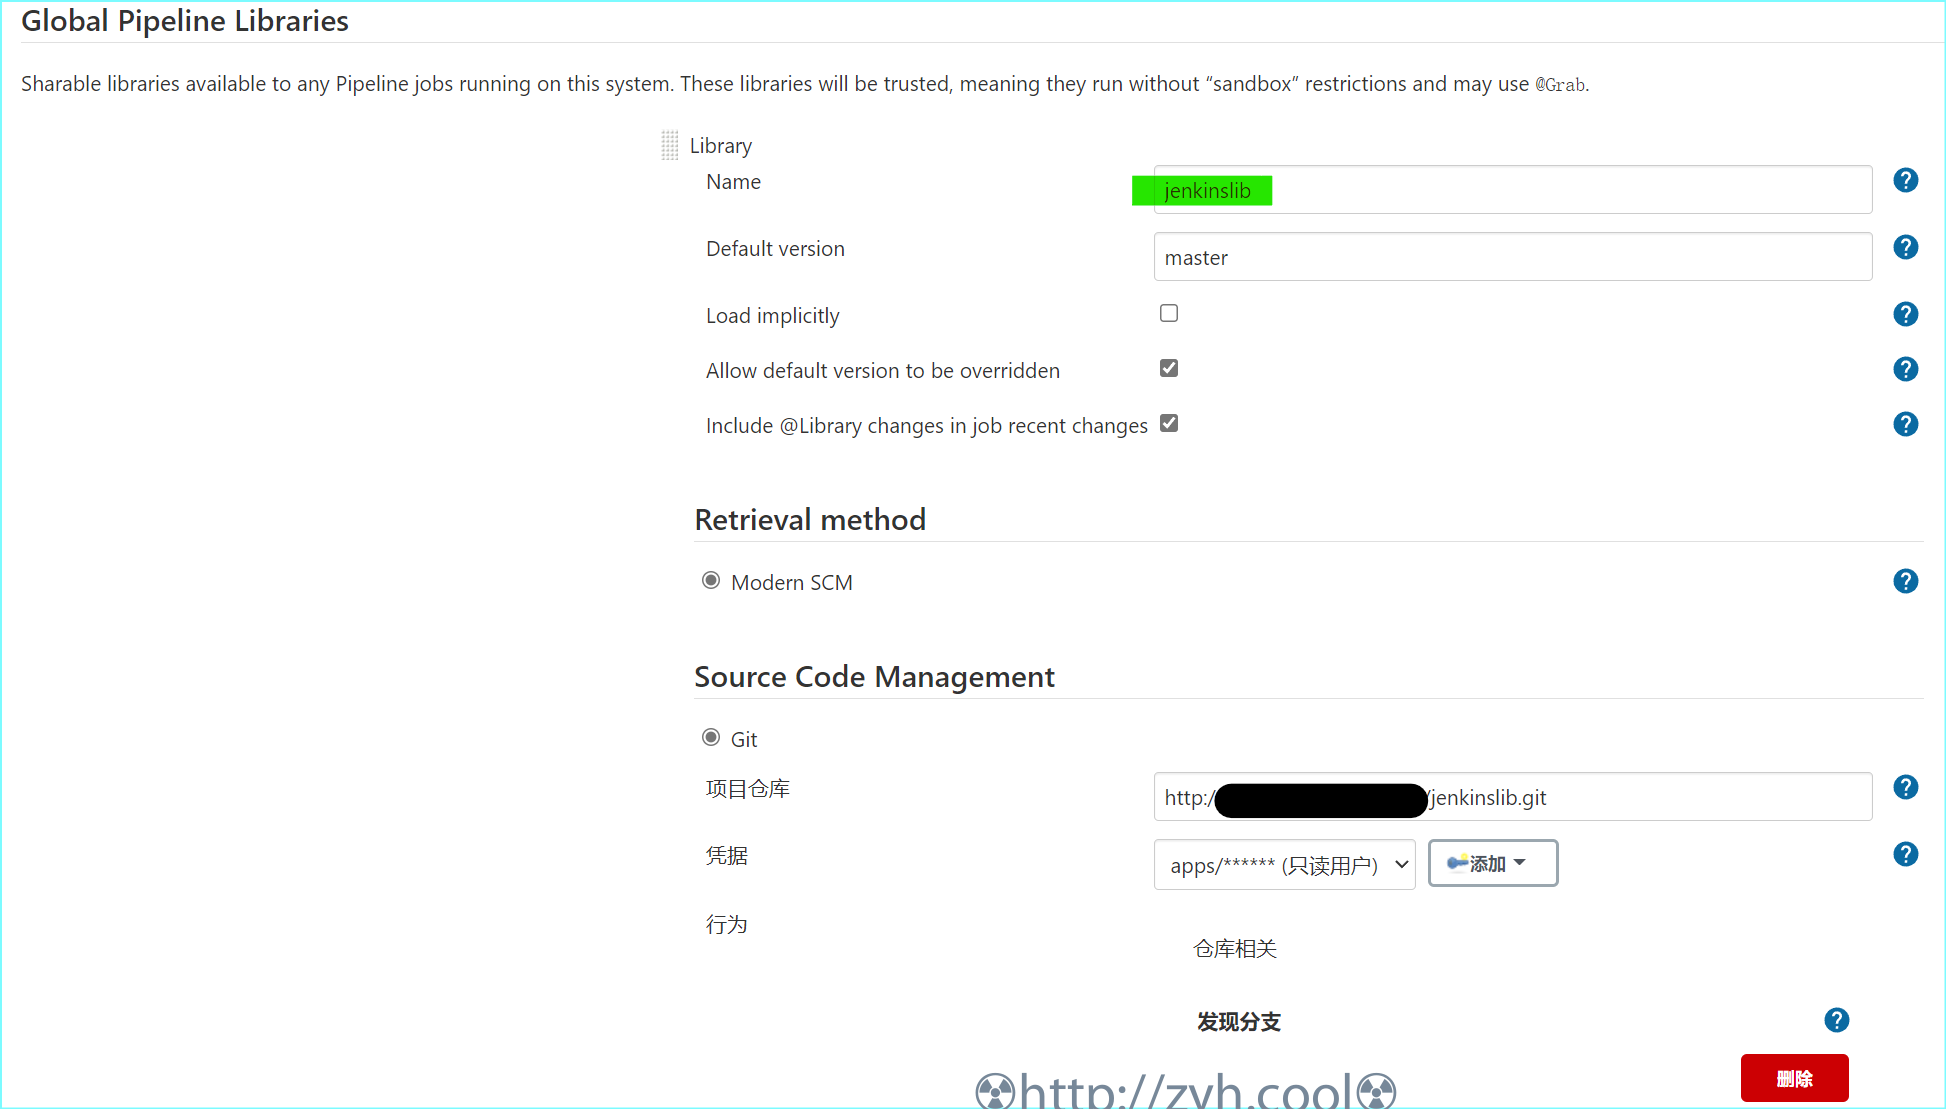 Global Pipeline Libraries
Sharable libraries available to any Pipeline jobs running on this system. These libraries will be trusted, meaning they run without “sandbox” restrictions and may use @Grab.
Library
Name
jenkinslib
Default version
master
Load implicitly
Allow default version to be overridden
Include @Library changes in job recent changes
Retrieval method
Modern SCM
Source Code Management
Git
项目仓库
http:/ /jenkinslib.git
凭据
apps/****** (只读用户)
添加
行为
仓库相关
发现分支
删除
http://zyh.cool